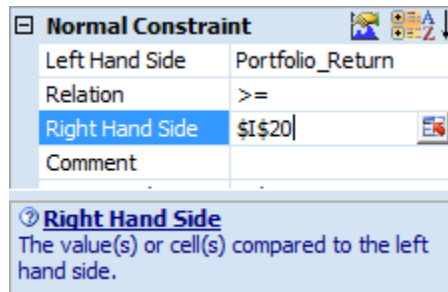 Normal Constraint
Left Hand Side Portfolio_Return
Relation >=
Right Hand Side $I$20
Comment
Right Hand Side
The value(s) or cell(s) compared to the left
hand side.